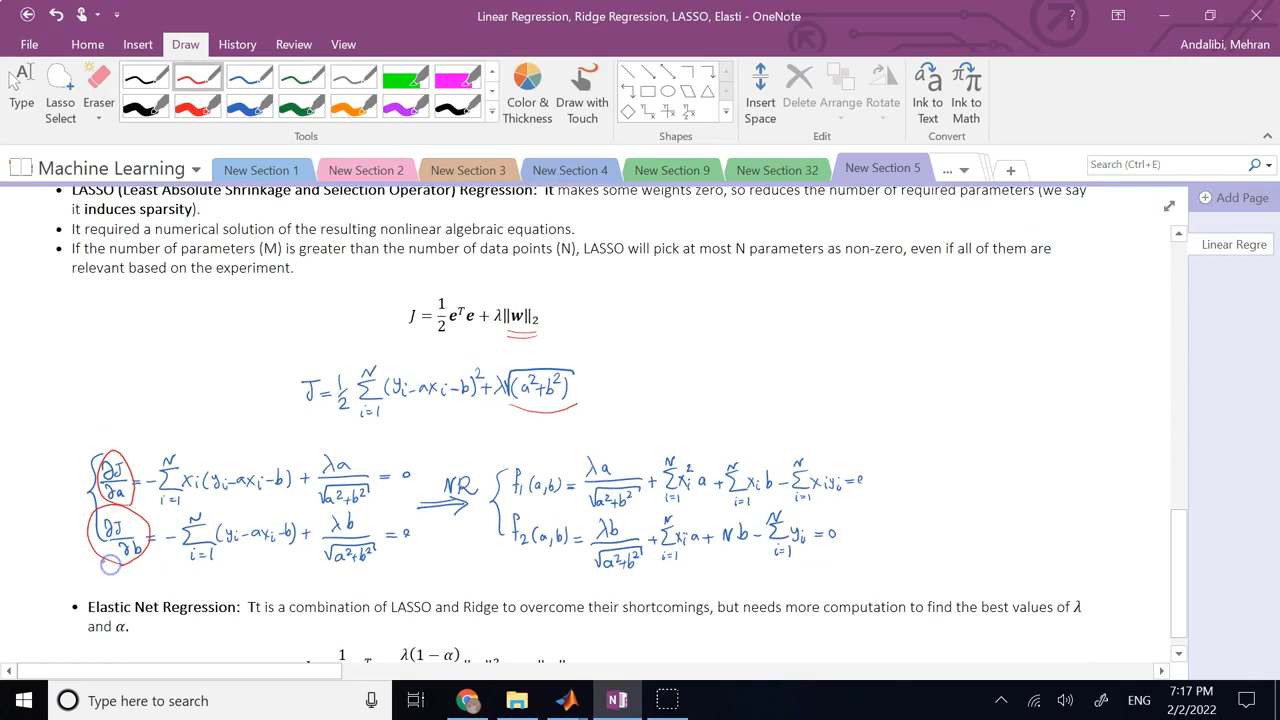 Linear Regression, Ridge Regression, LASSO, Elasti - OneNote
Andalibi, Mehran
File Home Insert Draw History Review View
Type Lasso Select Eraser Color & Thickness Draw with Touch Insert Space Delete Arrange Rotate Ink to Text Ink to Math
Tools Shapes Edit Convert
Machine Learning New Section 1 New Section 2 New Section 3 New Section 4 New Section 9 New Section 32 New Section 5 ... Search (Ctrl+E)
Add Page
Linear Regre
• LASSO (Least Absolute Shrinkage and Selection Operator) Regression: It makes some weights zero, so reduces the number of required parameters (we say
it induces sparsity).
• It required a numerical solution of the resulting nonlinear algebraic equations.
• If the number of parameters (M) is greater than the number of data points (N), LASSO will pick at most N parameters as non-zero, even if all of them are
relevant based on the experiment.
J = 1/2 e^T e + λ‖w‖₂
J = 1/2 Σ_{i=1}^{N} (y_i - ax_i - b)² + λ√(a²+b²)
∂J/∂a = - Σ_{i=1}^{N} x_i(y_i - ax_i - b) + λa/√(a²+b²) = 0 NR ⇒ f₁(a,b) = λa/√(a²+b²) + Σ_{i=1}^{N} x_i² a + Σ_{i=1}^{N} x_i b - Σ_{i=1}^{N} x_i y_i = 0
∂J/∂b = - Σ_{i=1}^{N} (y_i - ax_i - b) + λb/√(a²+b²) = 0 f₂(a,b) = λb/√(a²+b²) + Σ_{i=1}^{N} x_i a + Nb - Σ_{i=1}^{N} y_i = 0
• Elastic Net Regression: Tt is a combination of LASSO and Ridge to overcome their shortcomings, but needs more computation to find the best values of λ
and α.
1 T λ(1 − α) 2
Type here to search
ENG
7:17 PM
2/2/2022